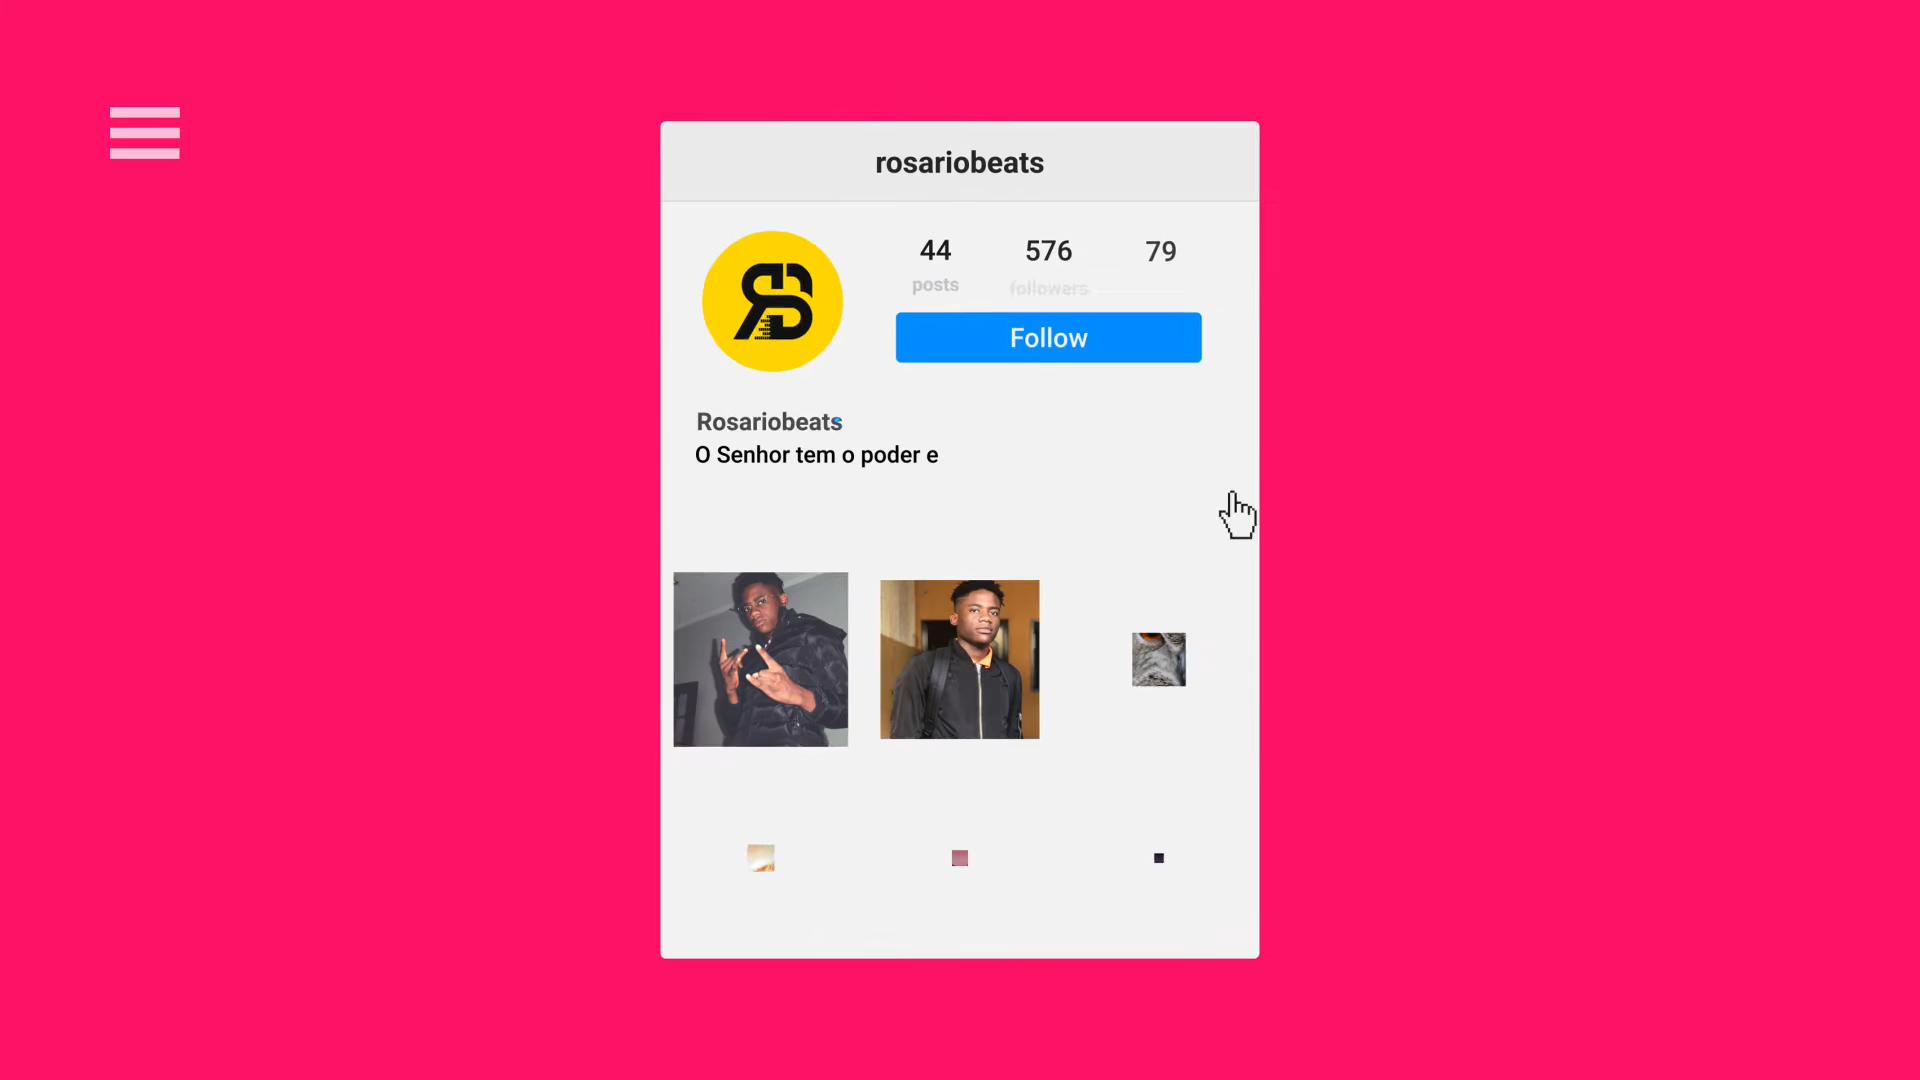 rosariobeats
44 576 79
posts followers
Follow
Rosariobeats
O Senhor tem o poder e